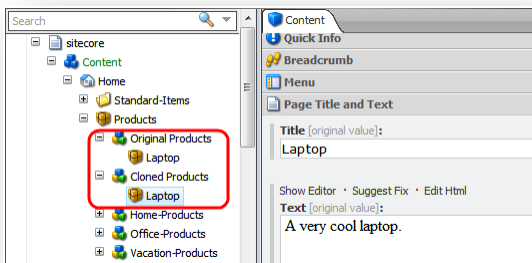 Search
sitecore
Content
Home
Standard-Items
Products
Original Products
Laptop
Cloned Products
Laptop
Home-Products
Office-Products
Vacation-Products
Content
Quick Info
Breadcrumb
Menu
Page Title and Text
Title [original value]:
Laptop
Show Editor · Suggest Fix · Edit Html
Text [original value]:
A very cool laptop.